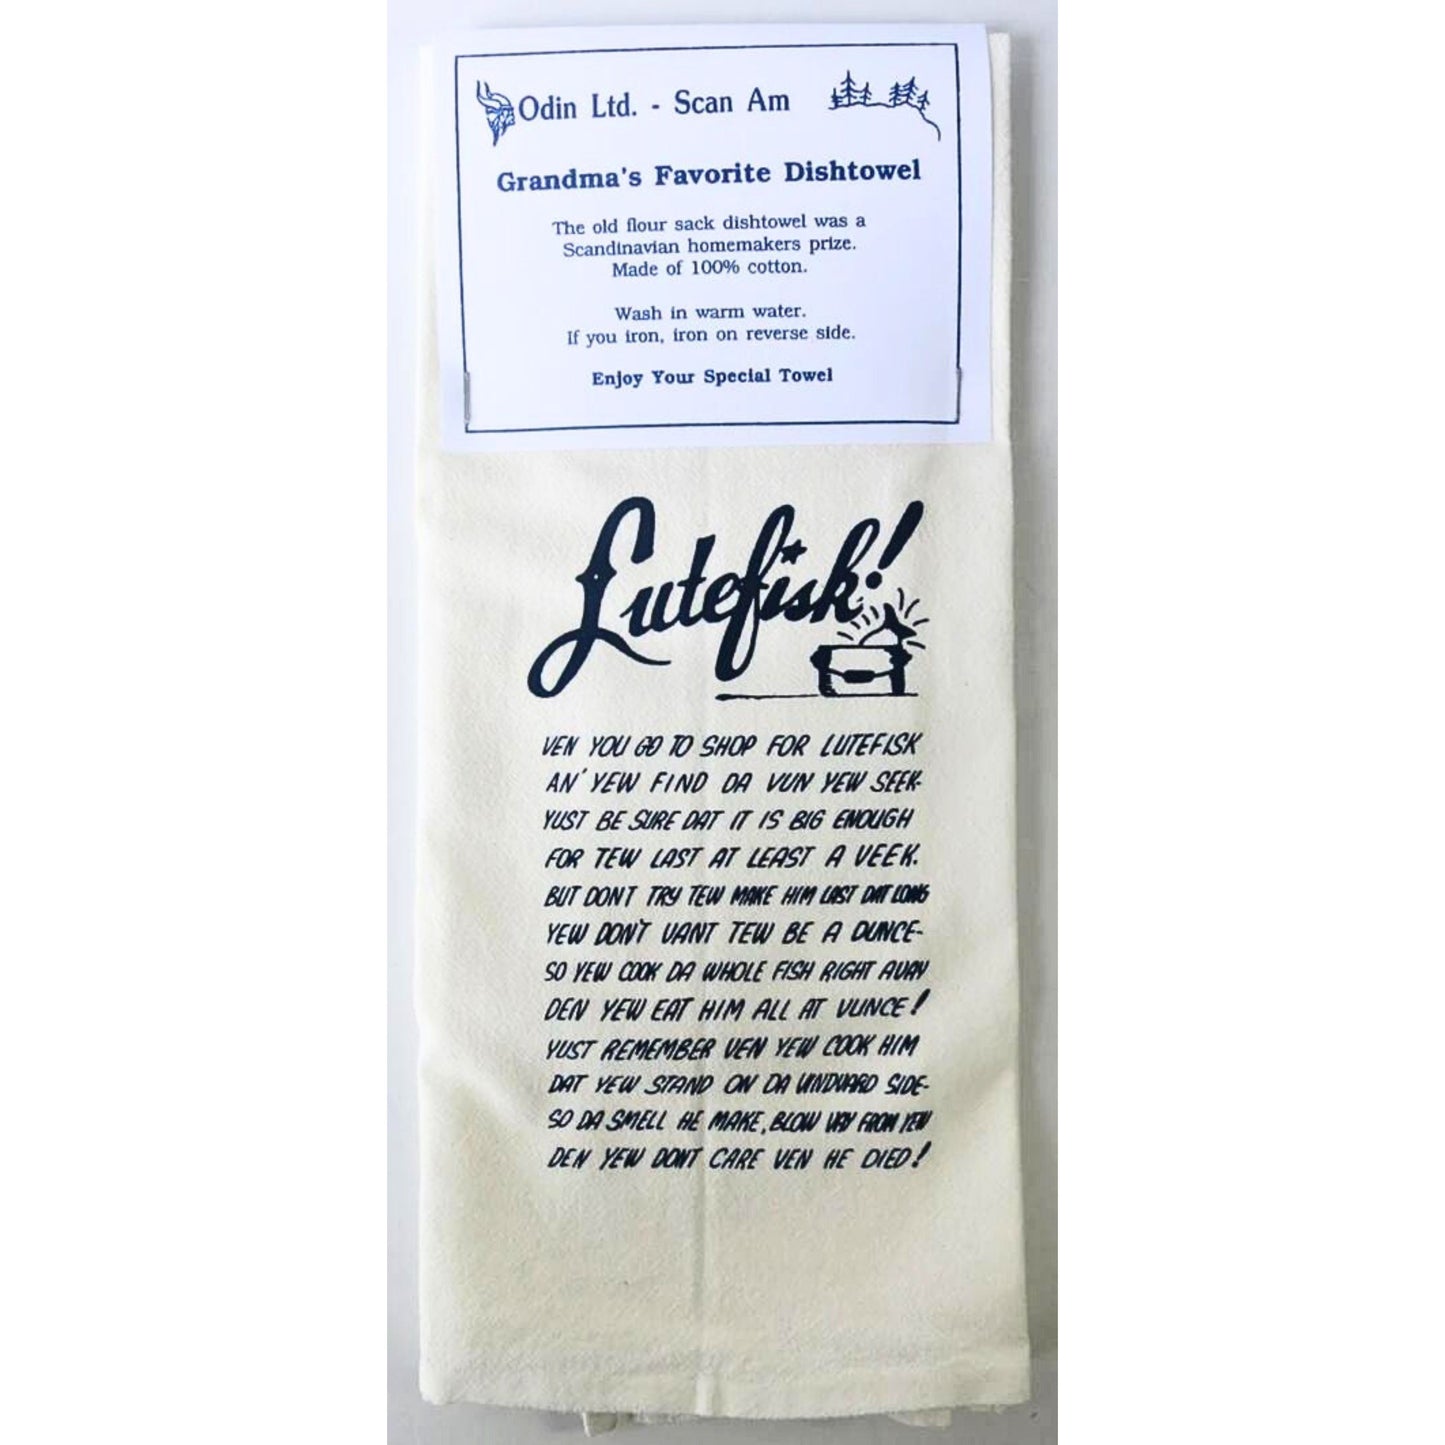 Odin Ltd. - Scan Am
Grandma's Favorite Dishtowel
The old flour sack dishtowel was a
Scandinavian homemakers prize.
Made of 100% cotton.
Wash in warm water.
If you iron, iron on reverse side.
Enjoy Your Special Towel
Lutefisk!
VEN YOU GO TO SHOP FOR LUTEFISK
AN' YEW FIND DA VUN YEW SEEK-
YUST BE SURE DAT IT IS BIG ENOUGH
FOR TEW LAST AT LEAST A VEEK.
BUT DONT TRY TEW MAKE HIM LAST DAT LONG
YEW DON'T VANT TEW BE A DUNCE-
SO YEW COOK DA WHOLE FISH RIGHT AVAY
DEN YEW EAT HIM ALL AT VUNCE!
YUST REMEMBER VEN YEW COOK HIM
DAT YEW STAND ON DA VINDVARD SIDE-
SO DA SMELL HE MAKE, BLOW VAY FROM YEW
DEN YEW DONT CARE VEN HE DIED!